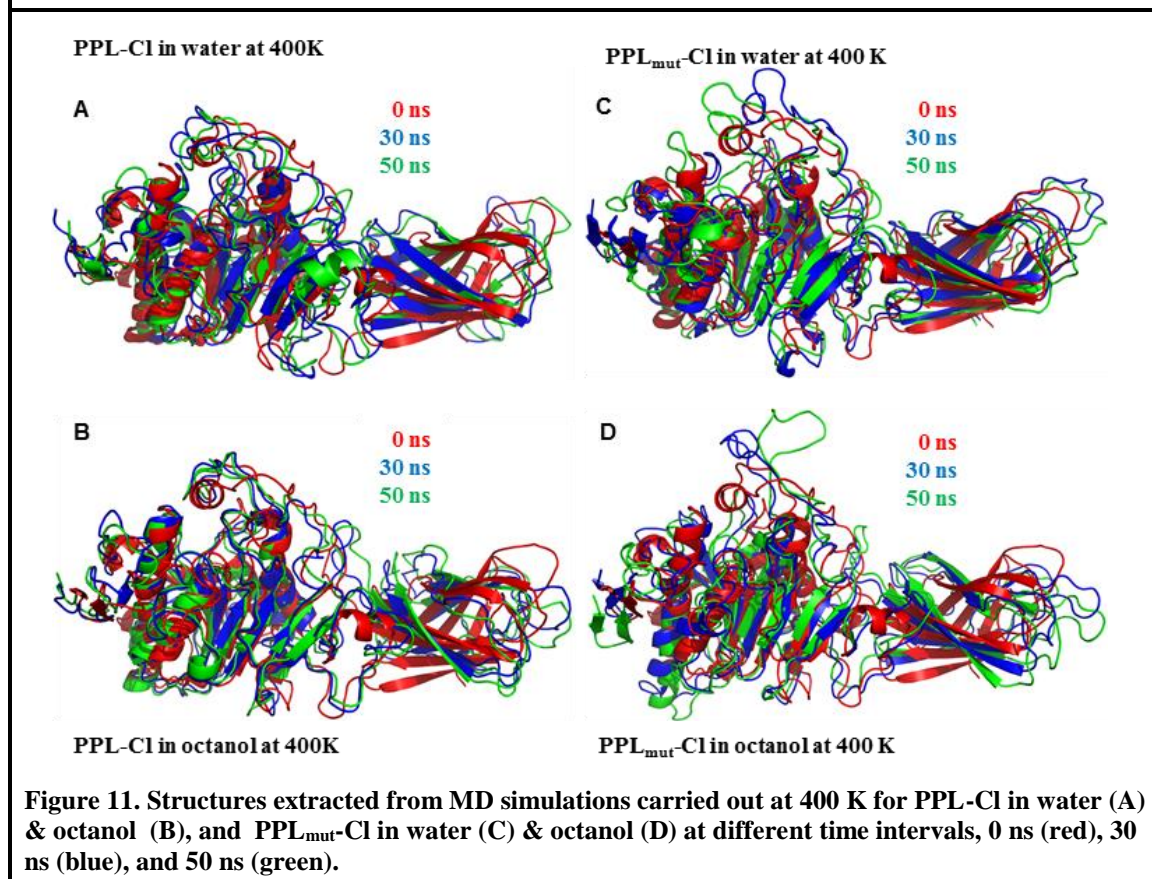 PPL-Cl in water at 400K
PPLmut-Cl in water at 400 K
A
0 ns
30 ns
50 ns
C
0 ns
30 ns
50 ns
B
0 ns
30 ns
50 ns
D
0 ns
30 ns
50 ns
PPL-Cl in octanol at 400K
PPLmut-Cl in octanol at 400 K
Figure 11. Structures extracted from MD simulations carried out at 400 K for PPL-Cl in water (A)
& octanol (B), and PPLmut-Cl in water (C) & octanol (D) at different time intervals, 0 ns (red), 30
ns (blue), and 50 ns (green).